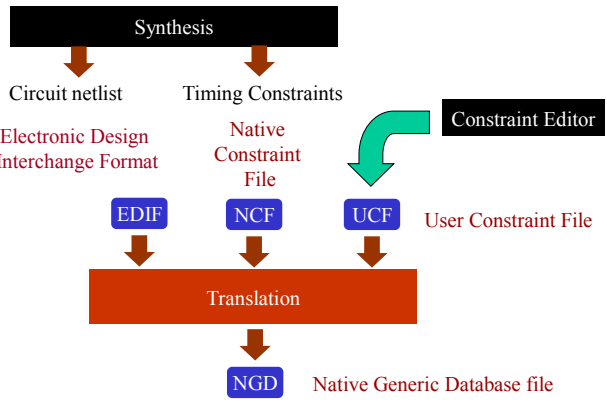 Synthesis
Circuit netlist
Timing Constraints
Constraint Editor
Electronic Design
Interchange Format
Native
Constraint
File
EDIF
NCF
UCF
User Constraint File
Translation
NGD
Native Generic Database file